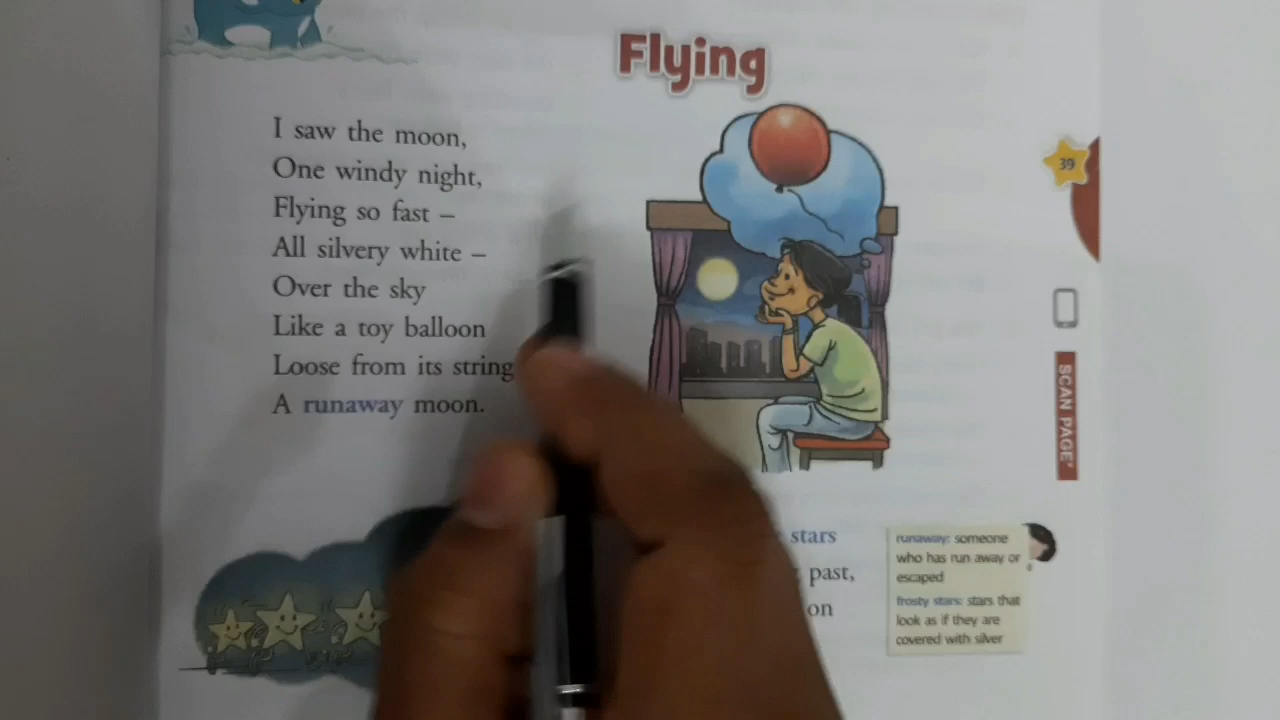 Flying
I saw the moon,
One windy night,
Flying so fast –
All silvery white –
Over the sky
Like a toy balloon
Loose from its string
A runaway moon.
39
SCAN PAGE
stars
past,
on
runaway: someone
who has run away or
escaped
frosty stars: stars that
look as if they are
covered with silver